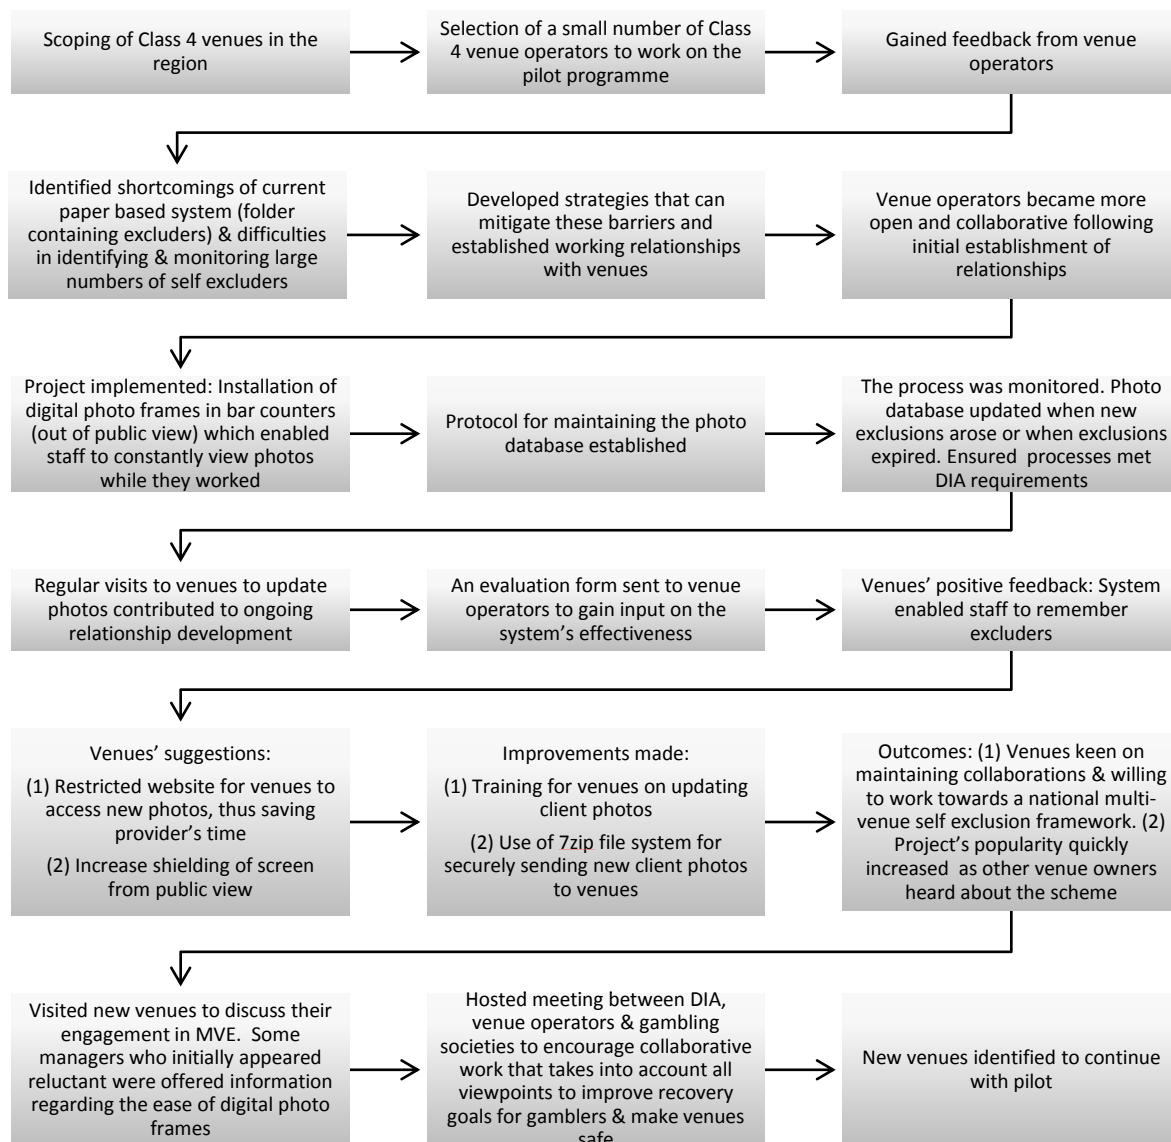 Scoping of Class 4 venues in the
region
Selection of a small number of Class
4 venue operators to work on the
pilot programme
Gained feedback from venue
operators
Identified shortcomings of current
paper based system (folder
containing excluders) & difficulties
in identifying & monitoring large
numbers of self excluders
Developed strategies that can
mitigate these barriers and
established working relationships
with venues
Venue operators became more
open and collaborative following
initial establishment of
relationships
Project implemented: Installation of
digital photo frames in bar counters
(out of public view) which enabled
staff to constantly view photos
while they worked
Protocol for maintaining the photo
database established
The process was monitored. Photo
database updated when new
exclusions arose or when exclusions
expired. Ensured  processes met
DIA requirements
Regular visits to venues to update
photos contributed to ongoing
relationship development
An evaluation form sent to venue
operators to gain input on the
system's effectiveness
Venues' positive feedback: System
enabled staff to remember
excluders
Venues' suggestions:
(1) Restricted website for venues to
access new photos, thus saving
provider's time
(2) Increase shielding of screen
from public view
Improvements made:
(1) Training for venues on updating
client photos
(2) Use of 7zip file system for
securely sending new client photos
to venues
Outcomes: (1) Venues keen on
maintaining collaborations & willing
to work towards a national multi-
venue self exclusion framework. (2)
Project's popularity quickly
increased  as other venue owners
heard about the scheme
Visited new venues to discuss their
engagement in MVE.  Some
managers who initially appeared
reluctant were offered information
regarding the ease of digital photo
frames
Hosted meeting between DIA,
venue operators & gambling
societies to encourage collaborative
work that takes into account all
viewpoints to improve recovery
goals for gamblers & make venues
safe
New venues identified to continue
with pilot